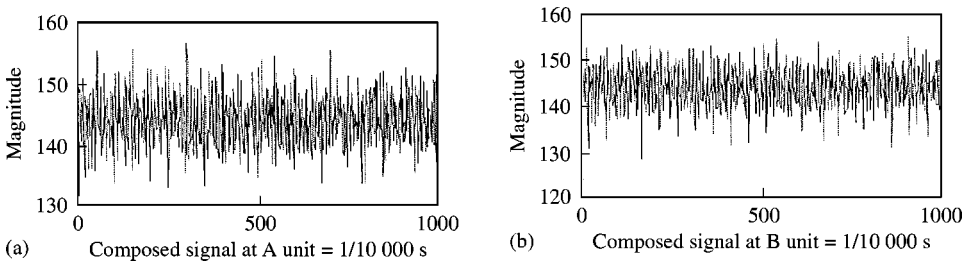 160
150
140
130
Magnitude
0
500
1000
(a)
Composed signal at A unit = 1/10 000 s
160
150
140
130
120
Magnitude
0
500
1000
(b)
Composed signal at B unit = 1/10 000 s